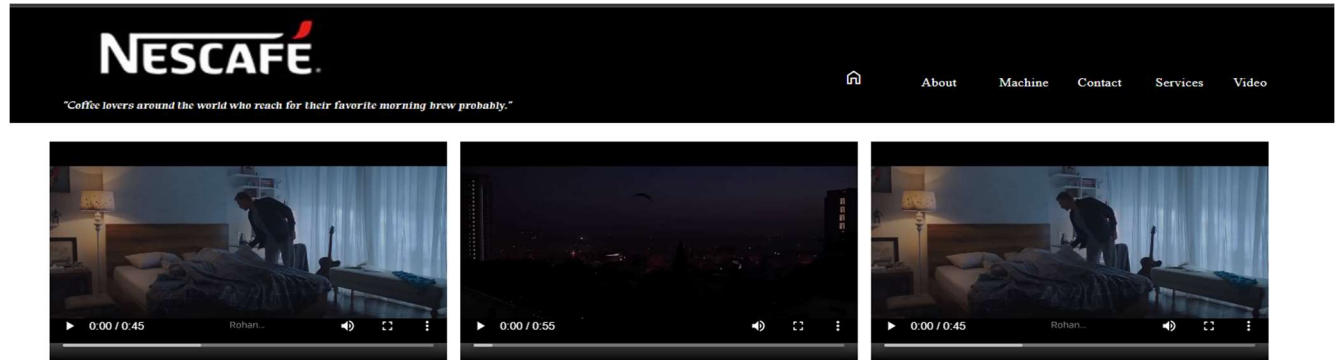 NESCAFÉ.
About Machine Contact Services Video
"Coffee lovers around the world who reach for their favorite morning brew probably."
Rohan... Rohan...
0:00 / 0:45 0:00 / 0:55 0:00 / 0:45